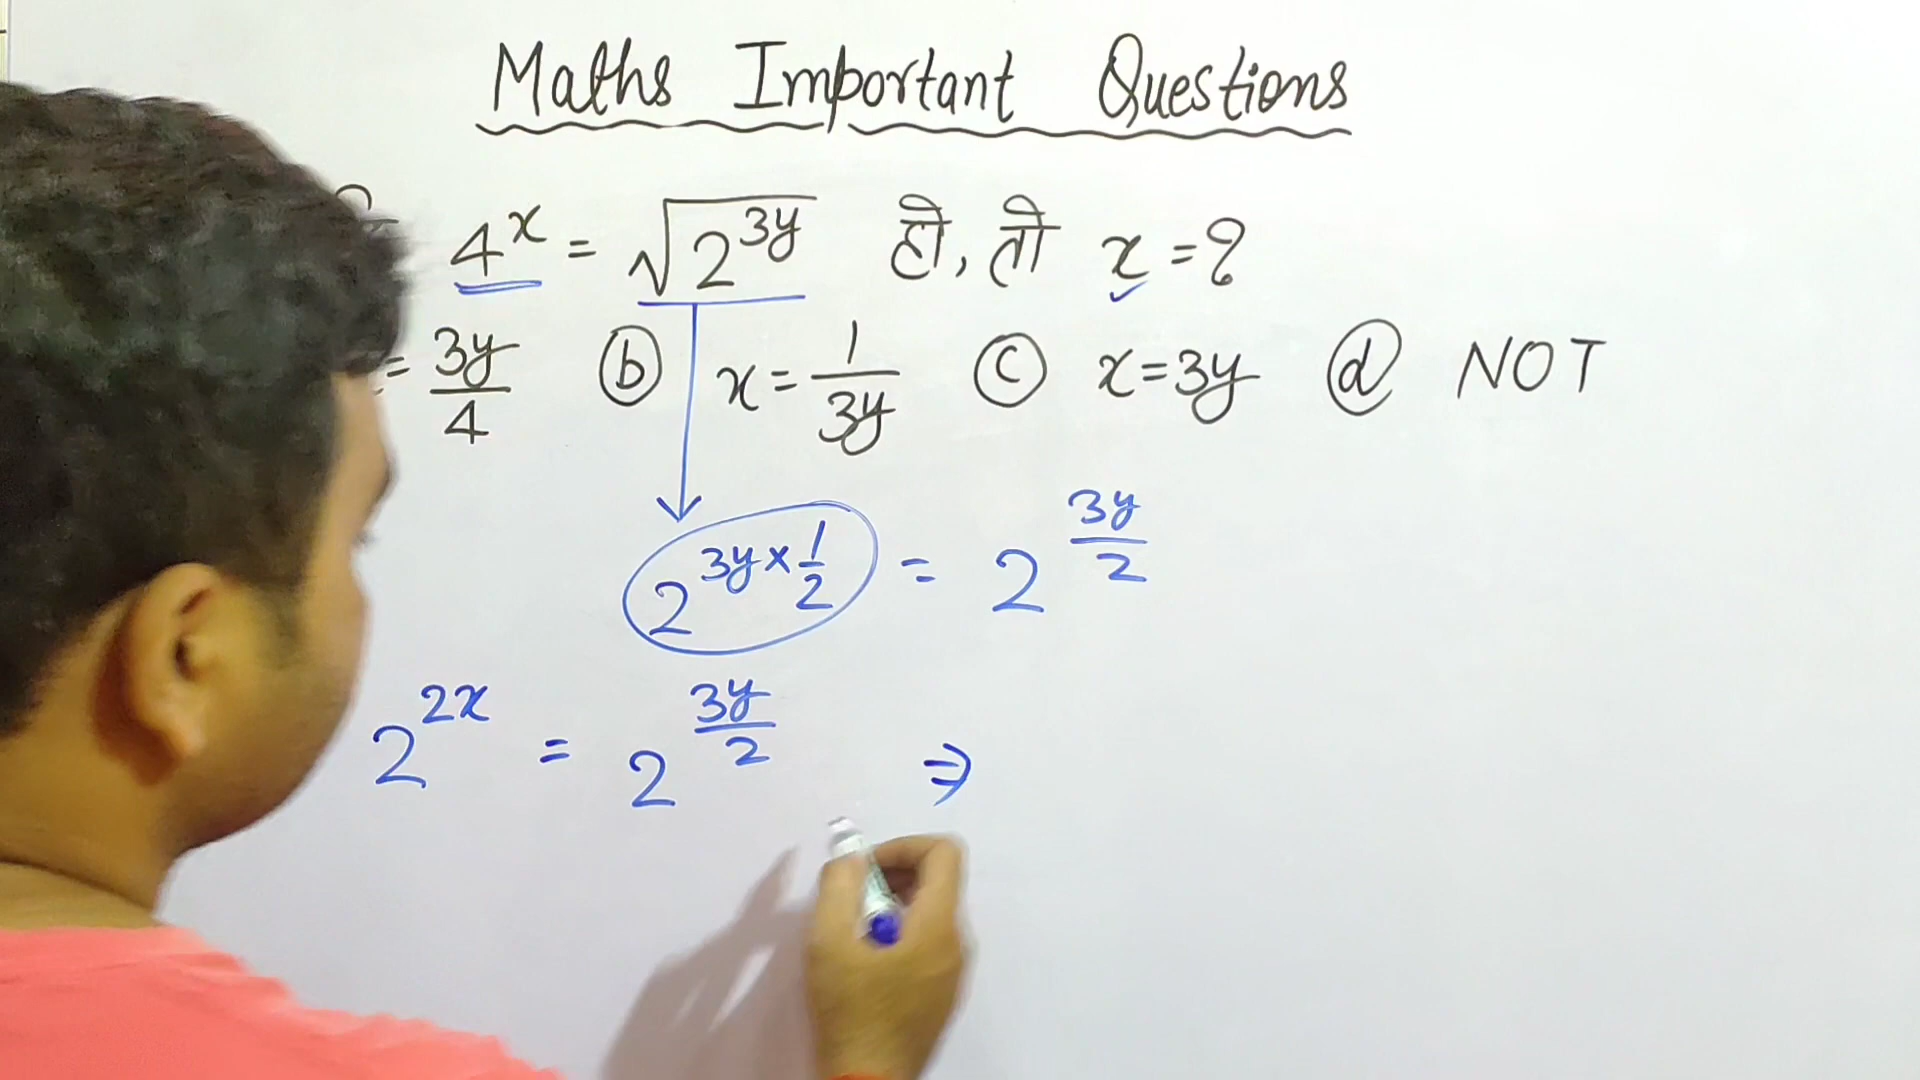 Maths Important Questions
4^x = √(2^(3y)) हो, तो x = ?
= 3y/4 (b) x = 1/3y (c) x = 3y (d) NOT
2^(3y × 1/2) = 2^(3y/2)
2^(2x) = 2^(3y/2) ⇒